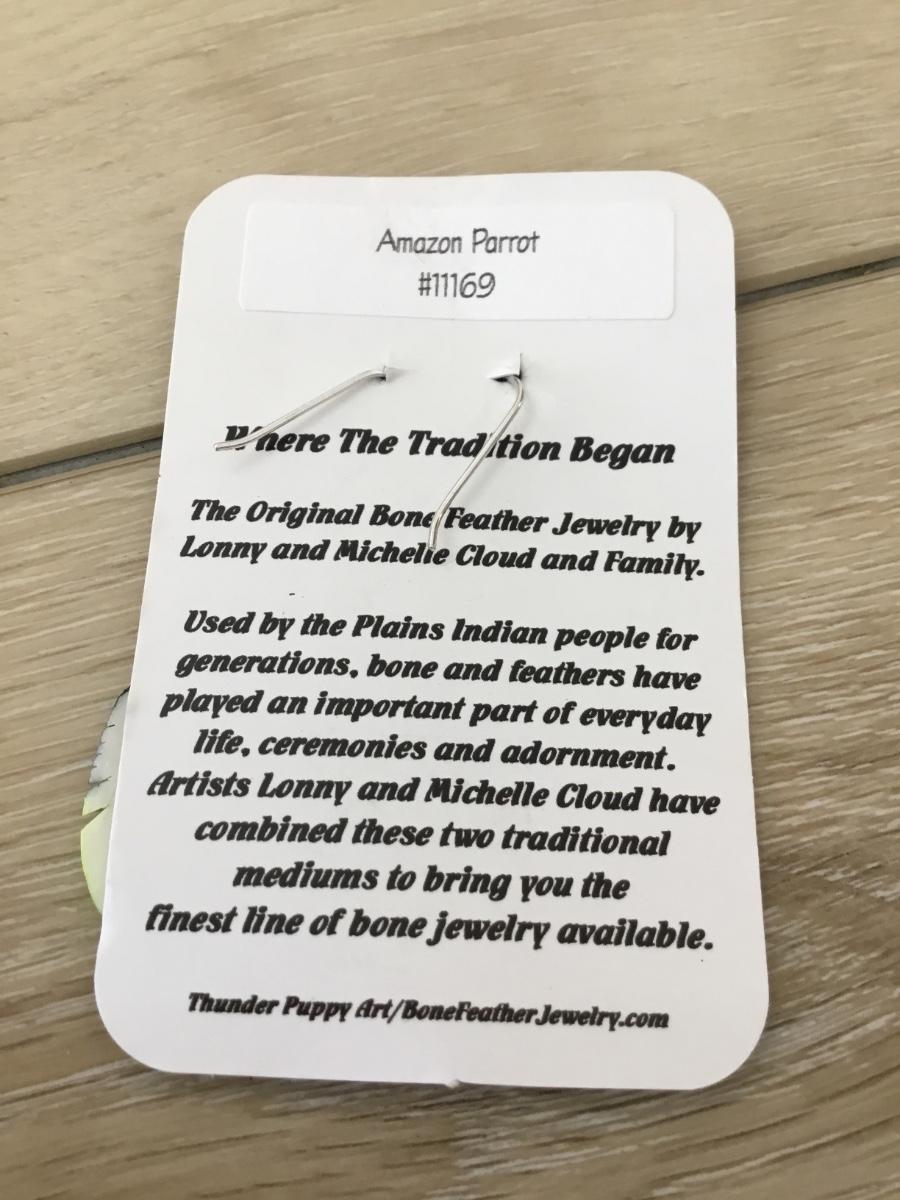 Amazon Parrot
#11169
Where The Tradition Began
The Original Bone Feather Jewelry by
Lonny and Michelle Cloud and Family.
Used by the Plains Indian people for
generations, bone and feathers have
played an important part of everyday
life, ceremonies and adornment.
Artists Lonny and Michelle Cloud have
combined these two traditional
mediums to bring you the
finest line of bone jewelry available.
Thunder Puppy Art/BoneFeatherJewelry.com